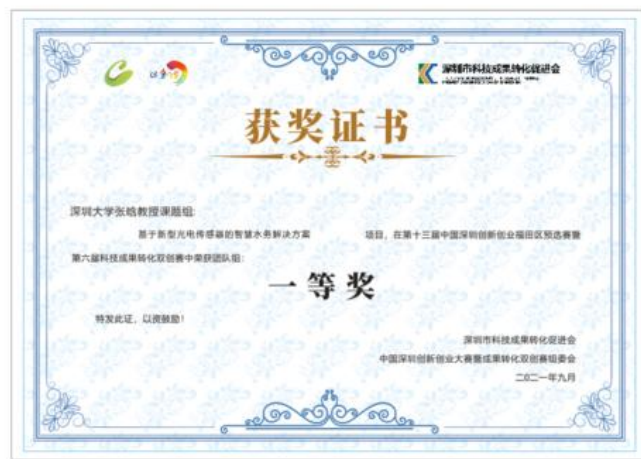 深圳市科技成果转化促进会
获奖证书
深圳大学张晗教授课题组:
基于新型光电传感器的智慧水务解决方案 项目，在第十三届中国深圳创新创业福田区预选赛暨
第六届科技成果转化双创赛中荣获团队组:
一等奖
特发此证，以资鼓励！
深圳市科技成果转化促进会
中国深圳创新创业大赛暨成果转化双创赛组委会
二〇二一年九月